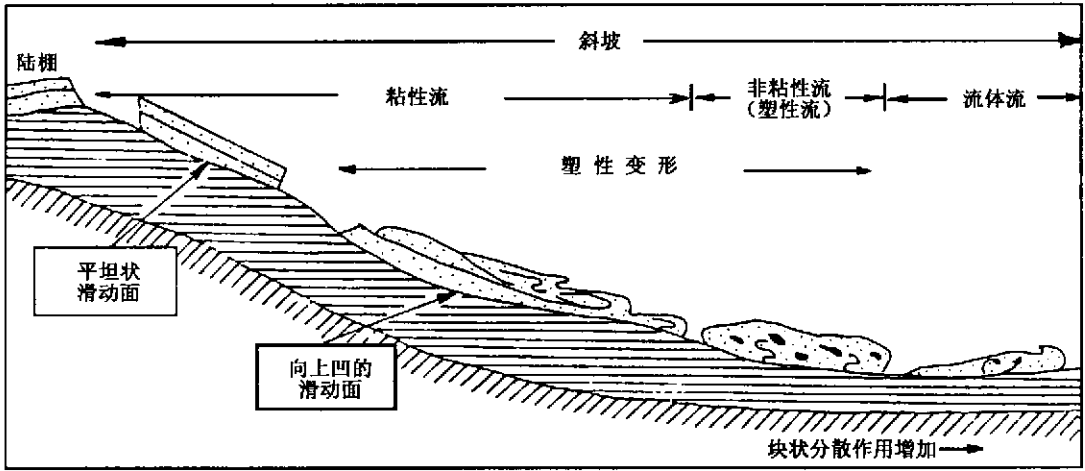 斜坡
陆棚
粘性流
非粘性流
（塑性流）
流体流
塑性变形
平坦状
滑动面
向上凹的
滑动面
块状分散作用增加